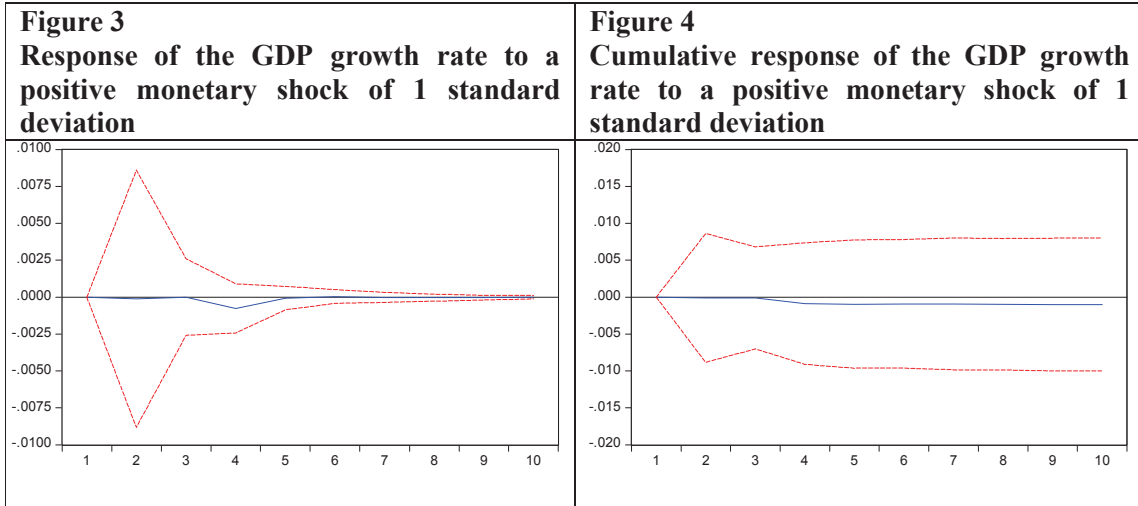 Figure 3
Response of the GDP growth rate to a
positive monetary shock of 1 standard
deviation
Figure 4
Cumulative response of the GDP growth
rate to a positive monetary shock of 1
standard deviation
.0100
.0075
.0050
.0025
.0000
-.0025
-.0050
-.0075
-.0100
1 2 3 4 5 6 7 8 9 10
.020
.015
.010
.005
.000
-.005
-.010
-.015
-.020
1 2 3 4 5 6 7 8 9 10